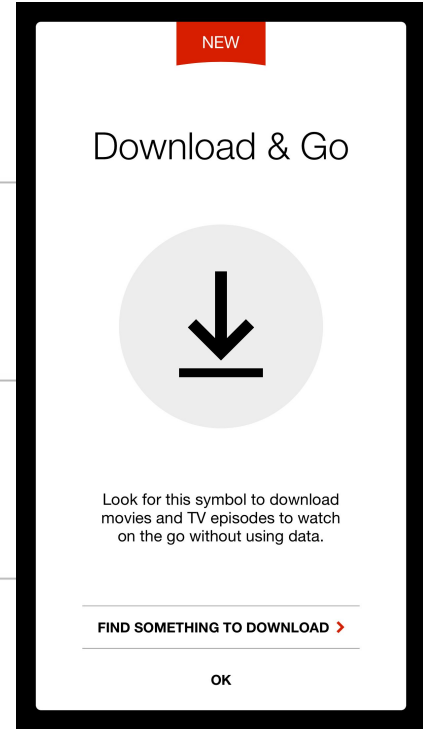 NEW
Download & Go
Look for this symbol to download
movies and TV episodes to watch
on the go without using data.
FIND SOMETHING TO DOWNLOAD >
OK